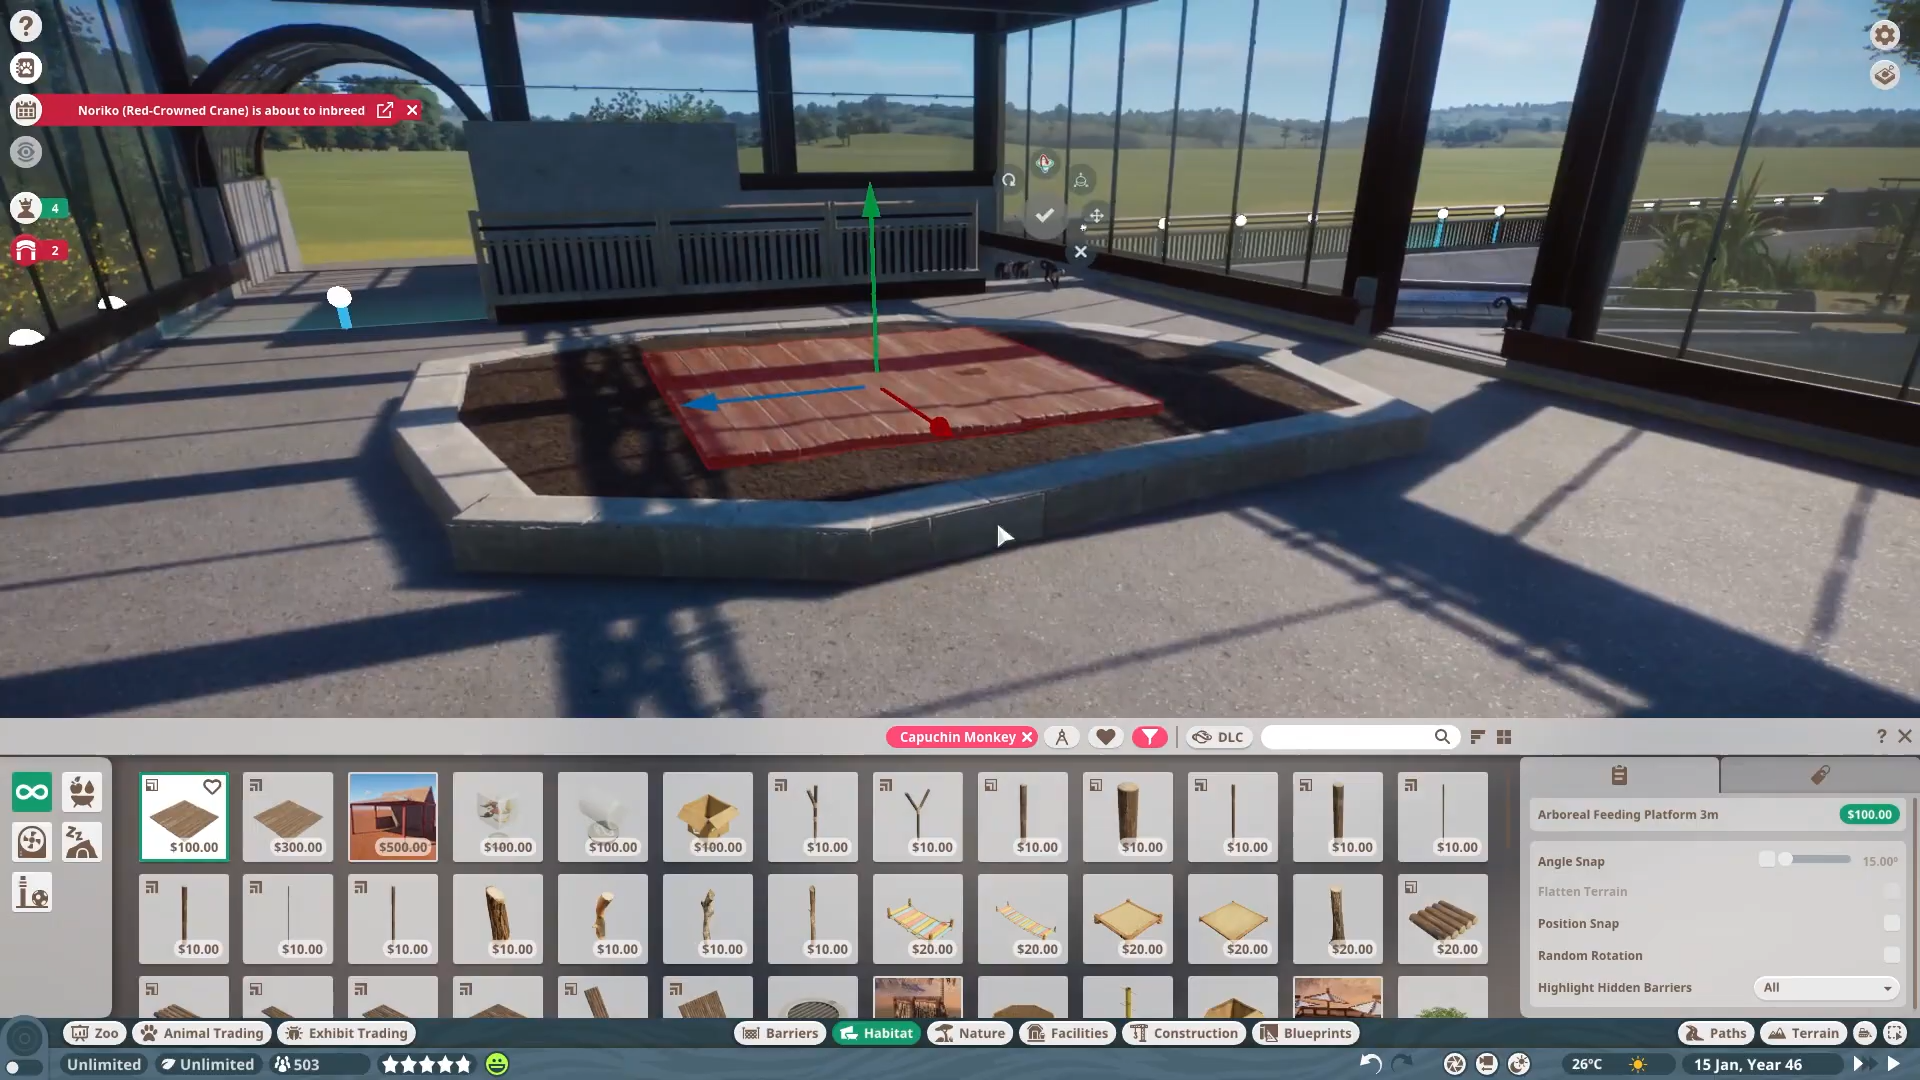 Noriko (Red-Crowned Crane) is about to inbreed
4
2
Capuchin Monkey
DLC
$100.00 $300.00 $500.00 $100.00 $100.00 $100.00 $10.00 $10.00 $10.00 $10.00 $10.00 $10.00 $10.00
$10.00 $10.00 $10.00 $10.00 $10.00 $10.00 $10.00 $20.00 $20.00 $20.00 $20.00 $20.00 $20.00
Arboreal Feeding Platform 3m $100.00
Angle Snap 15.00°
Flatten Terrain
Position Snap
Random Rotation
Highlight Hidden Barriers All
Zoo Animal Trading Exhibit Trading Barriers Habitat Nature Facilities Construction Blueprints Paths Terrain
Unlimited Unlimited 503 26°C 15 Jan, Year 46